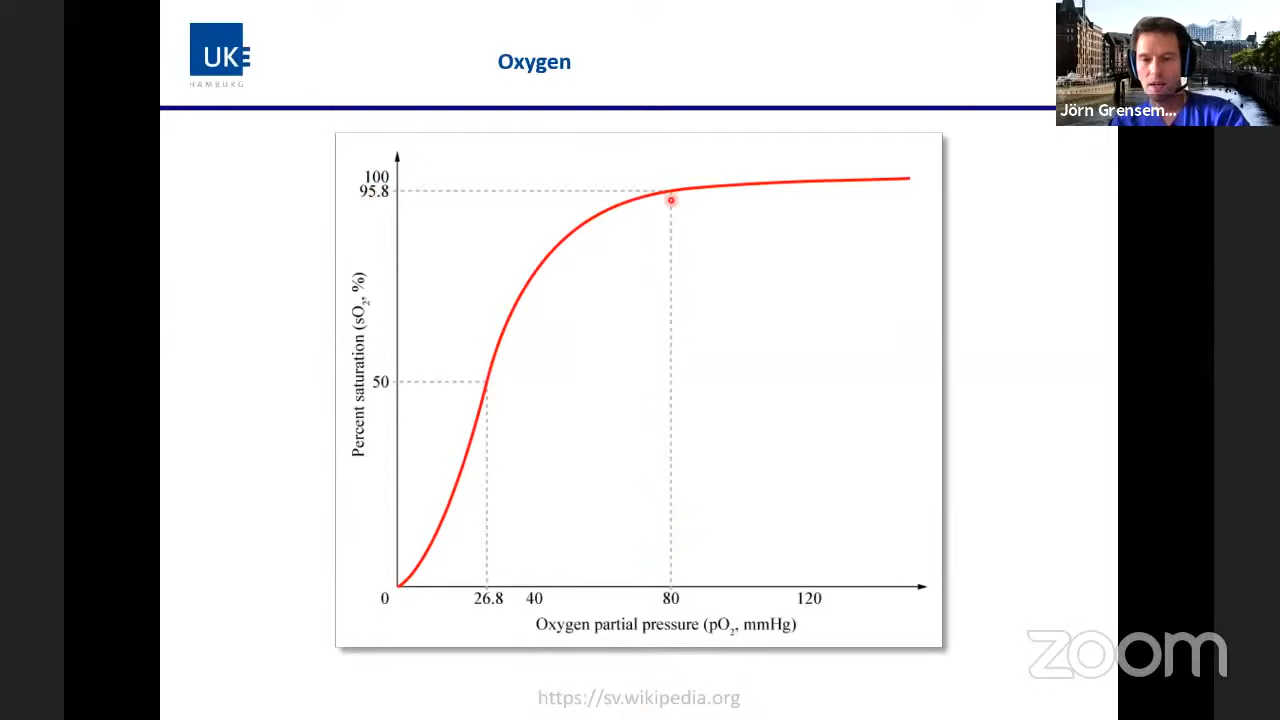 UKE
HAMBURG
Oxygen
Jörn Grensem...
100
95.8
50
Percent saturation (sO₂, %)
0
26.8
40
80
120
Oxygen partial pressure (pO₂, mmHg)
zoom
https://sv.wikipedia.org